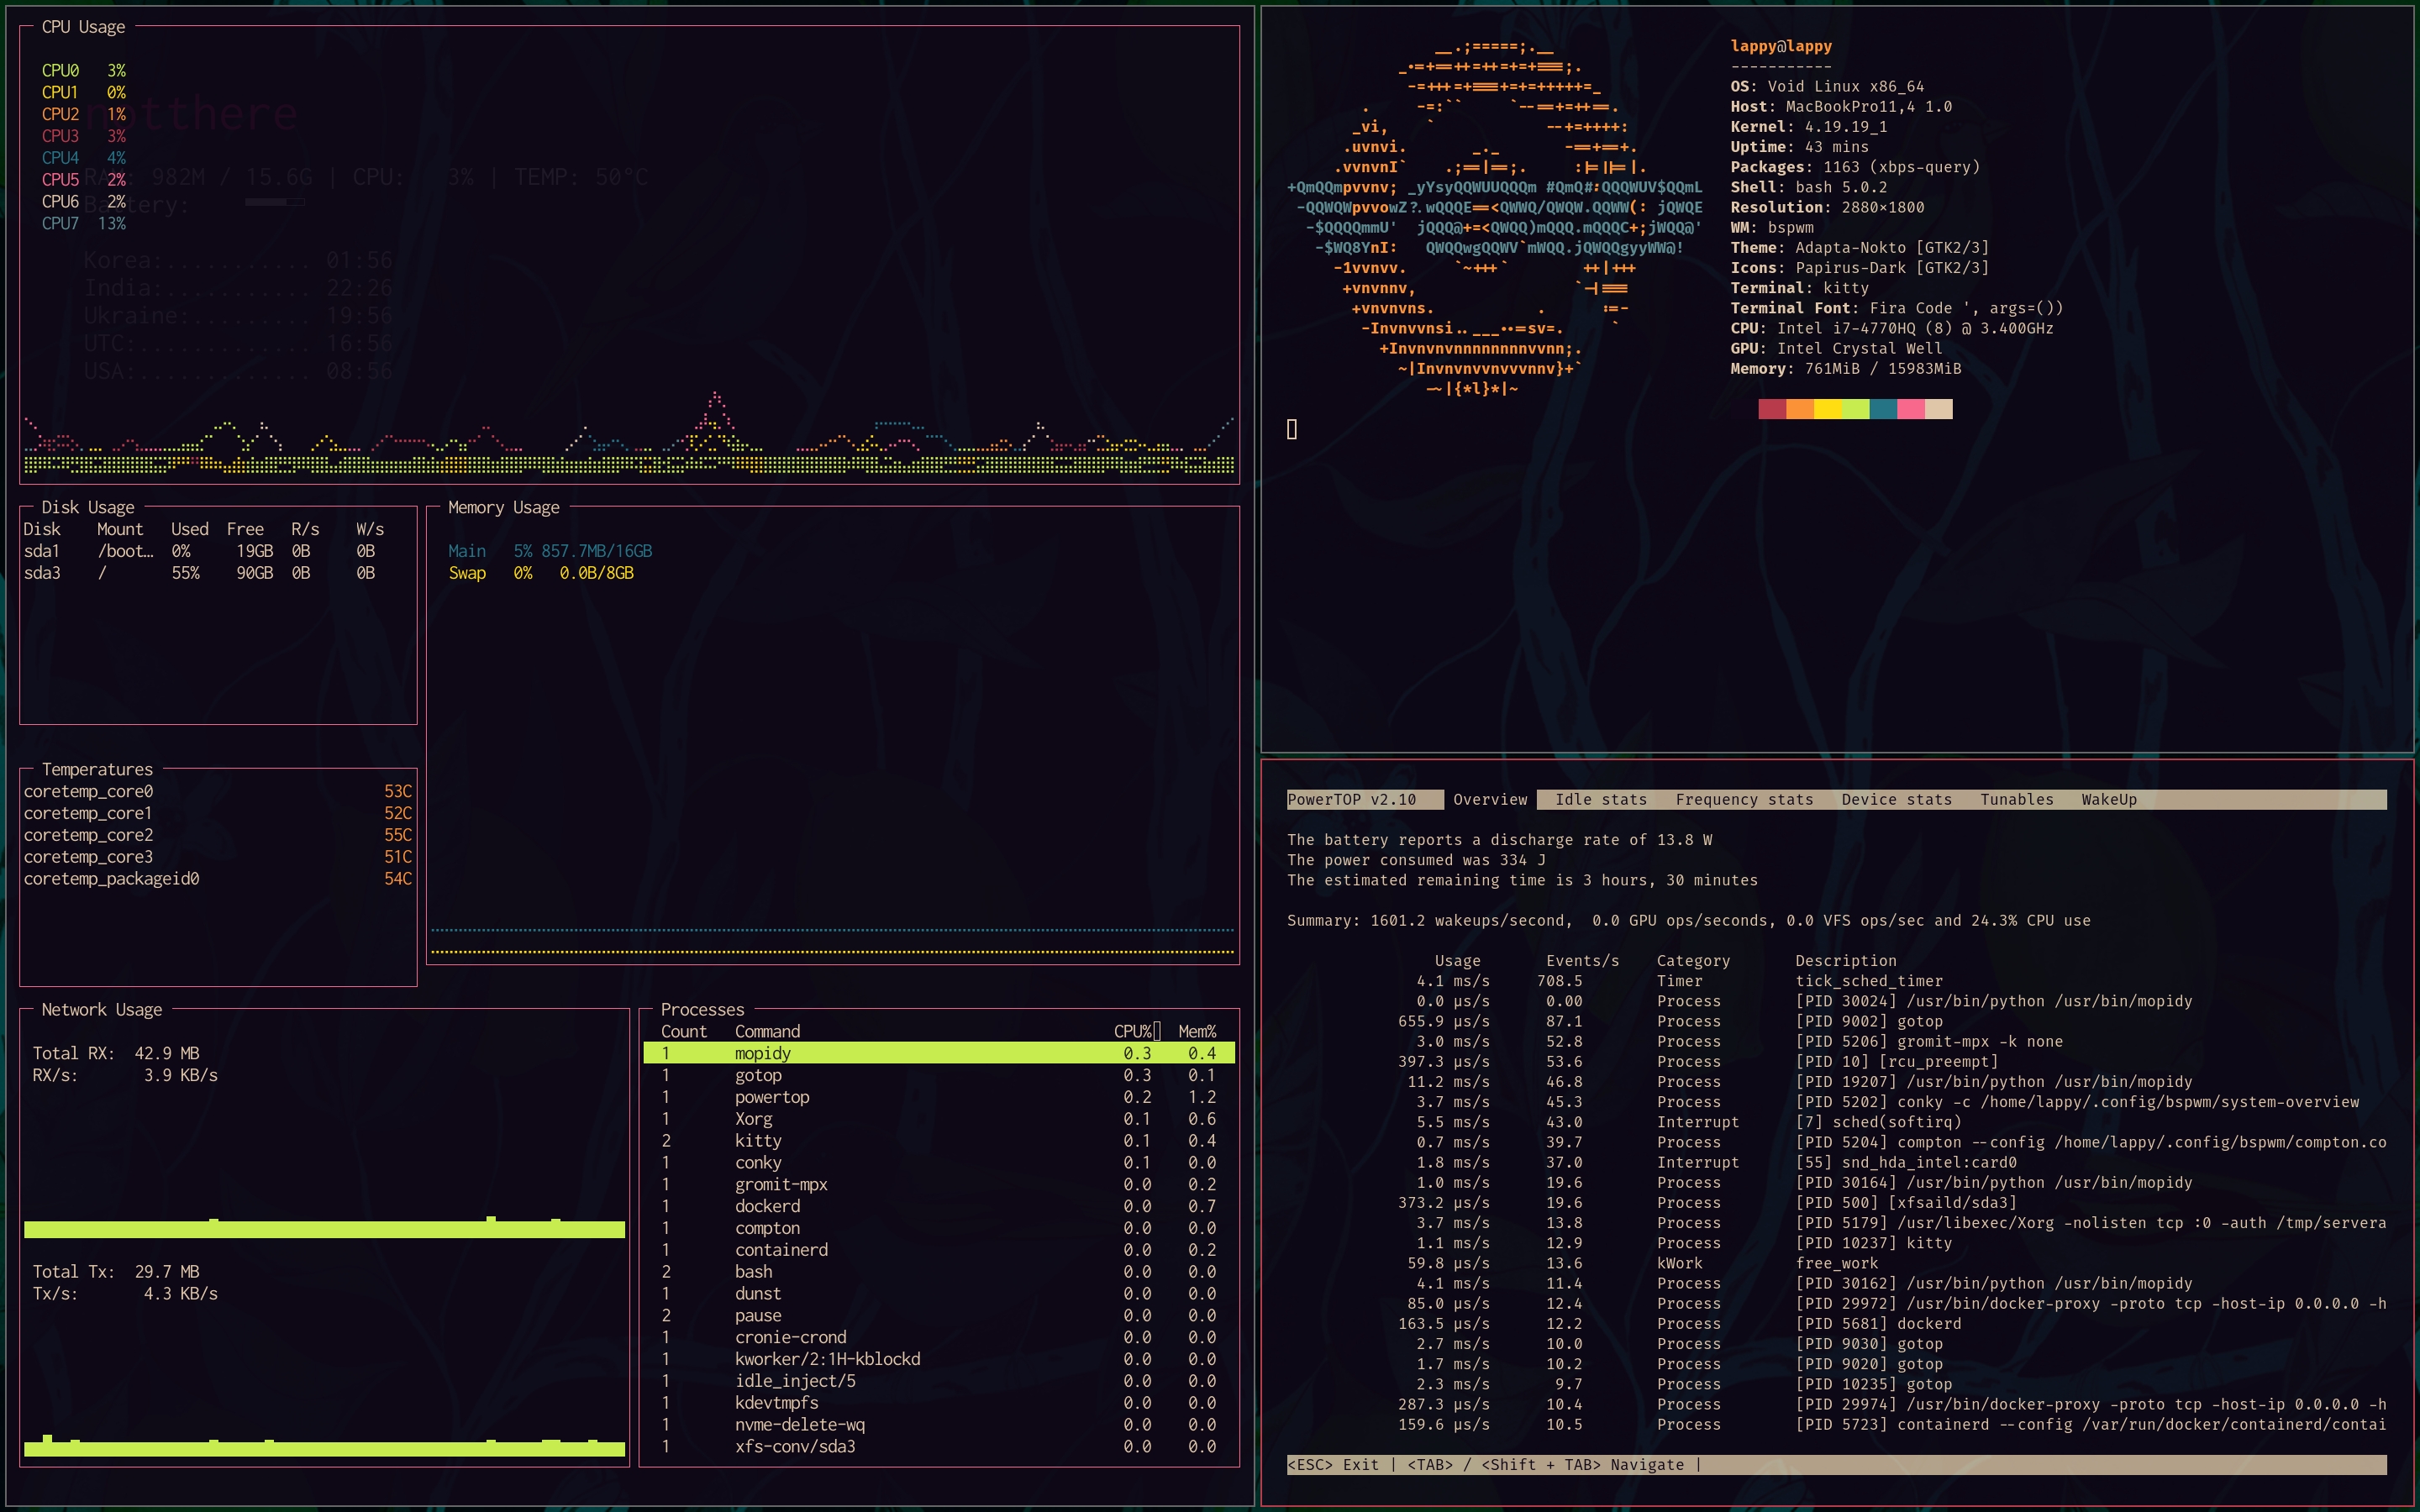 CPU Usage
CPU0 3%
CPU1 0%
CPU2 1%
CPU3 3%
CPU4 4%
CPU5 2%
CPU6 2%
CPU7 13%
notthere
RAM: 982M / 15.6G | CPU: 3% | TEMP: 50°C
Battery:
Korea:........... 01:56
India:........... 22:26
Ukraine:......... 19:56
UTC:............. 16:56
USA:............. 08:56
Disk Usage
Disk Mount Used Free R/s W/s
sda1 /boot… 0% 19GB 0B 0B
sda3 / 55% 90GB 0B 0B
Memory Usage
Main 5% 857.7MB/16GB
Swap 0% 0.0B/8GB
Temperatures
coretemp_core0 53C
coretemp_core1 52C
coretemp_core2 55C
coretemp_core3 51C
coretemp_packageid0 54C
Network Usage
Total RX: 42.9 MB
RX/s: 3.9 KB/s
Total Tx: 29.7 MB
Tx/s: 4.3 KB/s
Processes
Count Command CPU% Mem%
1 mopidy 0.3 0.4
1 gotop 0.3 0.1
1 powertop 0.2 1.2
1 Xorg 0.1 0.6
2 kitty 0.1 0.4
1 conky 0.1 0.0
1 gromit-mpx 0.0 0.2
1 dockerd 0.0 0.7
1 compton 0.0 0.0
1 containerd 0.0 0.2
2 bash 0.0 0.0
1 dunst 0.0 0.0
2 pause 0.0 0.0
1 cronie-crond 0.0 0.0
1 kworker/2:1H-kblockd 0.0 0.0
1 idle_inject/5 0.0 0.0
1 kdevtmpfs 0.0 0.0
1 nvme-delete-wq 0.0 0.0
1 xfs-conv/sda3 0.0 0.0
lappy@lappy
-----------
OS: Void Linux x86_64
Host: MacBookPro11,4 1.0
Kernel: 4.19.19_1
Uptime: 43 mins
Packages: 1163 (xbps-query)
Shell: bash 5.0.2
Resolution: 2880×1800
WM: bspwm
Theme: Adapta-Nokto [GTK2/3]
Icons: Papirus-Dark [GTK2/3]
Terminal: kitty
Terminal Font: Fira Code ', args=())
CPU: Intel i7-4770HQ (8) @ 3.400GHz
GPU: Intel Crystal Well
Memory: 761MiB / 15983MiB
PowerTOP v2.10 Overview Idle stats Frequency stats Device stats Tunables WakeUp
The battery reports a discharge rate of 13.8 W
The power consumed was 334 J
The estimated remaining time is 3 hours, 30 minutes
Summary: 1601.2 wakeups/second, 0.0 GPU ops/seconds, 0.0 VFS ops/sec and 24.3% CPU use
Usage Events/s Category Description
4.1 ms/s 708.5 Timer tick_sched_timer
0.0 µs/s 0.00 Process [PID 30024] /usr/bin/python /usr/bin/mopidy
655.9 µs/s 87.1 Process [PID 9002] gotop
3.0 ms/s 52.8 Process [PID 5206] gromit-mpx -k none
397.3 µs/s 53.6 Process [PID 10] [rcu_preempt]
11.2 ms/s 46.8 Process [PID 19207] /usr/bin/python /usr/bin/mopidy
3.7 ms/s 45.3 Process [PID 5202] conky -c /home/lappy/.config/bspwm/system-overview
5.5 ms/s 43.0 Interrupt [7] sched(softirq)
0.7 ms/s 39.7 Process [PID 5204] compton --config /home/lappy/.config/bspwm/compton.co
1.8 ms/s 37.0 Interrupt [55] snd_hda_intel:card0
1.0 ms/s 19.6 Process [PID 30164] /usr/bin/python /usr/bin/mopidy
373.2 µs/s 19.6 Process [PID 500] [xfsaild/sda3]
3.7 ms/s 13.8 Process [PID 5179] /usr/libexec/Xorg -nolisten tcp :0 -auth /tmp/servera
1.1 ms/s 12.9 Process [PID 10237] kitty
59.8 µs/s 13.6 kWork free_work
4.1 ms/s 11.4 Process [PID 30162] /usr/bin/python /usr/bin/mopidy
85.0 µs/s 12.4 Process [PID 29972] /usr/bin/docker-proxy -proto tcp -host-ip 0.0.0.0 -h
163.5 µs/s 12.2 Process [PID 5681] dockerd
2.7 ms/s 10.0 Process [PID 9030] gotop
1.7 ms/s 10.2 Process [PID 9020] gotop
2.3 ms/s 9.7 Process [PID 10235] gotop
287.3 µs/s 10.4 Process [PID 29974] /usr/bin/docker-proxy -proto tcp -host-ip 0.0.0.0 -h
159.6 µs/s 10.5 Process [PID 5723] containerd --config /var/run/docker/containerd/contai
<ESC> Exit | <TAB> / <Shift + TAB> Navigate |